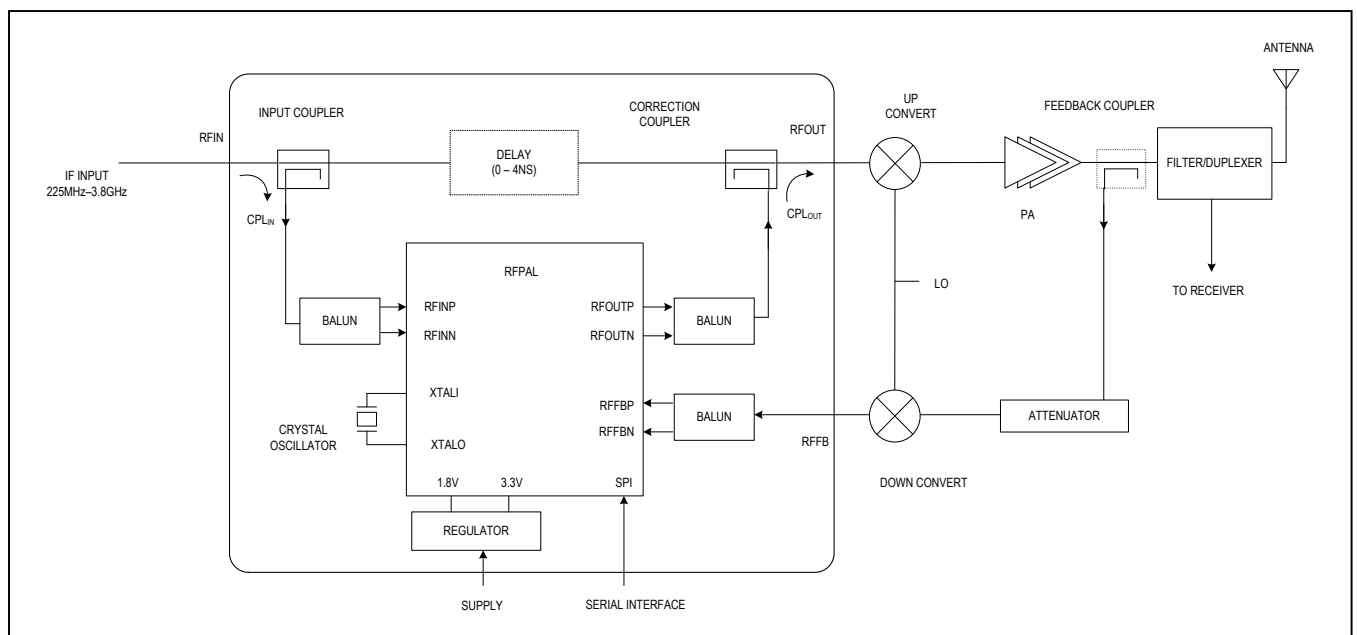 ANTENNA
INPUT COUPLER
CORRECTION
COUPLER
UP
CONVERT
FEEDBACK COUPLER
RFIN
RFOUT
DELAY
(0 – 4NS)
FILTER/DUPLEXER
IF INPUT
225MHz–3.8GHz
CPLIN
CPLOUT
PA
RFPAL
LO
TO RECEIVER
BALUN
RFINP
RFINN
RFOUTP
RFOUTN
BALUN
XTALI
XTALO
CRYSTAL
OSCILLATOR
RFFBP
RFFBN
BALUN
RFFB
ATTENUATOR
DOWN CONVERT
1.8V
3.3V
SPI
REGULATOR
SUPPLY
SERIAL INTERFACE